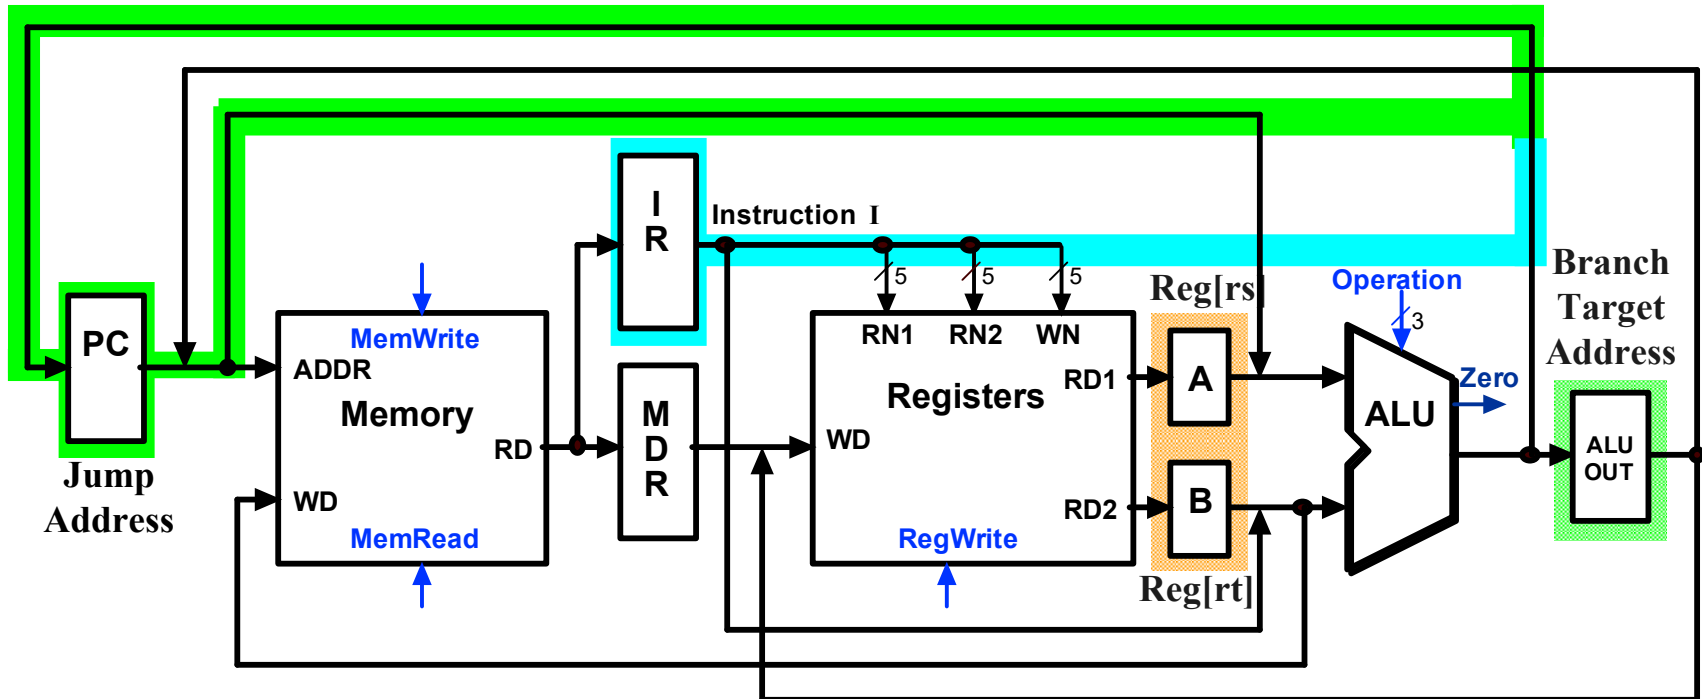 I
R
Instruction I
5
5
5
Branch
Target
Address
Reg[rs]
Operation
3
PC
MemWrite
RN1
RN2
WN
ADDR
RD1
A
Zero
Memory
M
D
R
Registers
ALU
RD
WD
ALU
OUT
Jump
Address
WD
RD2
B
MemRead
RegWrite
Reg[rt]